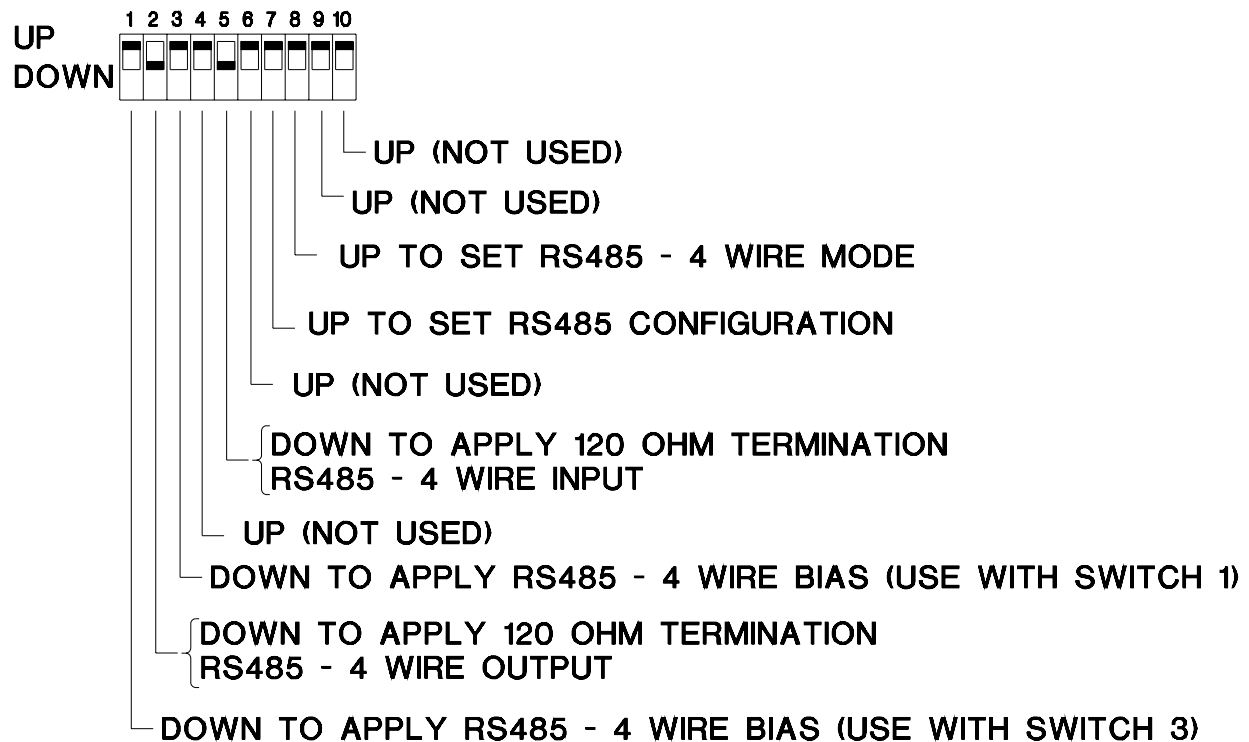 1 2 3 4 5 6 7 8 9 10
UP
DOWN
UP (NOT USED)
UP (NOT USED)
UP TO SET RS485 - 4 WIRE MODE
UP TO SET RS485 CONFIGURATION
UP (NOT USED)
DOWN TO APPLY 120 OHM TERMINATION
RS485 - 4 WIRE INPUT
UP (NOT USED)
DOWN TO APPLY RS485 - 4 WIRE BIAS (USE WITH SWITCH 1)
DOWN TO APPLY 120 OHM TERMINATION
RS485 - 4 WIRE OUTPUT
DOWN TO APPLY RS485 - 4 WIRE BIAS (USE WITH SWITCH 3)